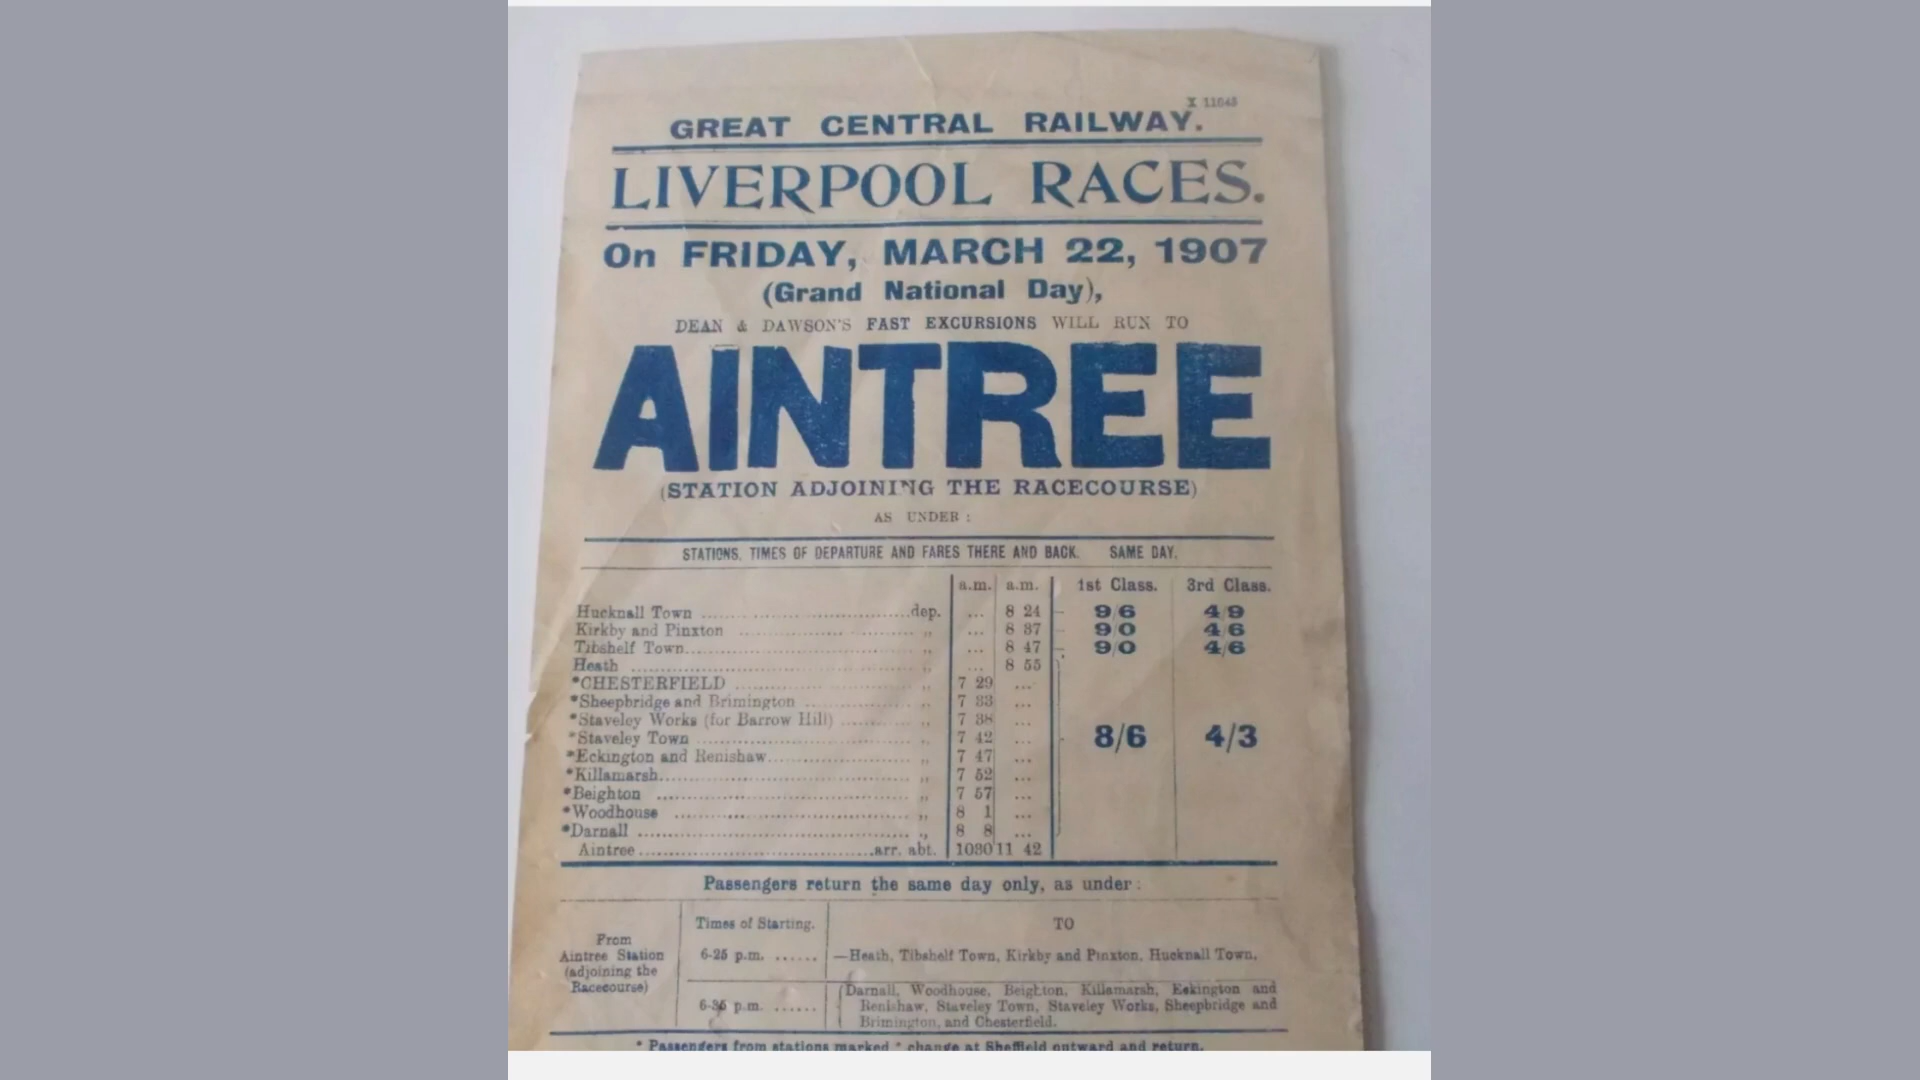 X 11643
GREAT CENTRAL RAILWAY.
LIVERPOOL RACES.
On FRIDAY, MARCH 22, 1907
(Grand National Day),
DEAN & DAWSON'S FAST EXCURSIONS WILL RUN TO
AINTREE
(STATION ADJOINING THE RACECOURSE)
AS UNDER :
STATIONS, TIMES OF DEPARTURE AND FARES THERE AND BACK. SAME DAY.
a.m. a.m. 1st Class. 3rd Class.
Hucknall Town ...dep. ... 8 24 9/6 4/9
Kirkby and Pinxton ... ,, ... 8 37 9/0 4/6
Tibshelf Town... ,, ... 8 47 9/0 4/6
Heath ... ,, ... 8 55
*CHESTERFIELD ... ,, 7 29 ...
*Sheepbridge and Brimington ... ,, 7 33 ...
*Staveley Works (for Barrow Hill) ... ,, 7 38 ...
*Staveley Town ... ,, 7 42 ... 8/6 4/3
*Eckington and Renishaw... ,, 7 47 ...
*Killamarsh... ,, 7 52 ...
*Beighton ... ,, 7 57 ...
*Woodhouse ... ,, 8 1 ...
*Darnall ... ,, 8 8 ...
Aintree ...arr. abt. 1030 11 42
Passengers return the same day only, as under :
Times of Starting. TO
From
Aintree Station
(adjoining the
Racecourse)
6-25 p.m. ...... —Heath, Tibshelf Town, Kirkby and Pinxton, Hucknall Town.
6-35 p.m. ...... Darnall, Woodhouse, Beighton, Killamarsh, Eckington and
Renishaw, Staveley Town, Staveley Works, Sheepbridge and
Brimington, and Chesterfield.
* Passengers from stations marked * change at Sheffield outward and return.